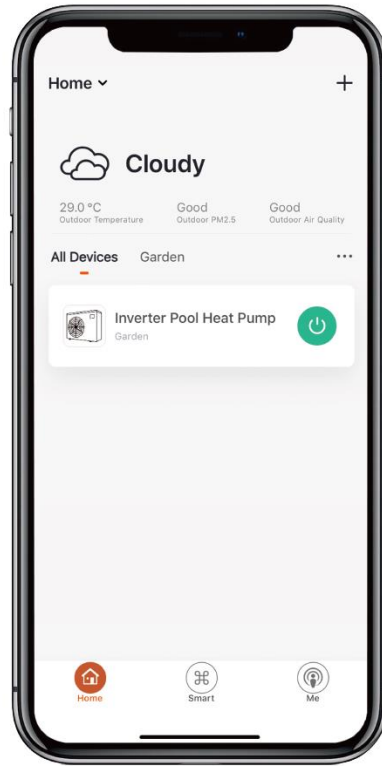 Home
Cloudy
29.0 °C Good Good
Outdoor Temperature Outdoor PM2.5 Outdoor Air Quality
All Devices Garden ...
Inverter Pool Heat Pump
Garden
Home Smart Me